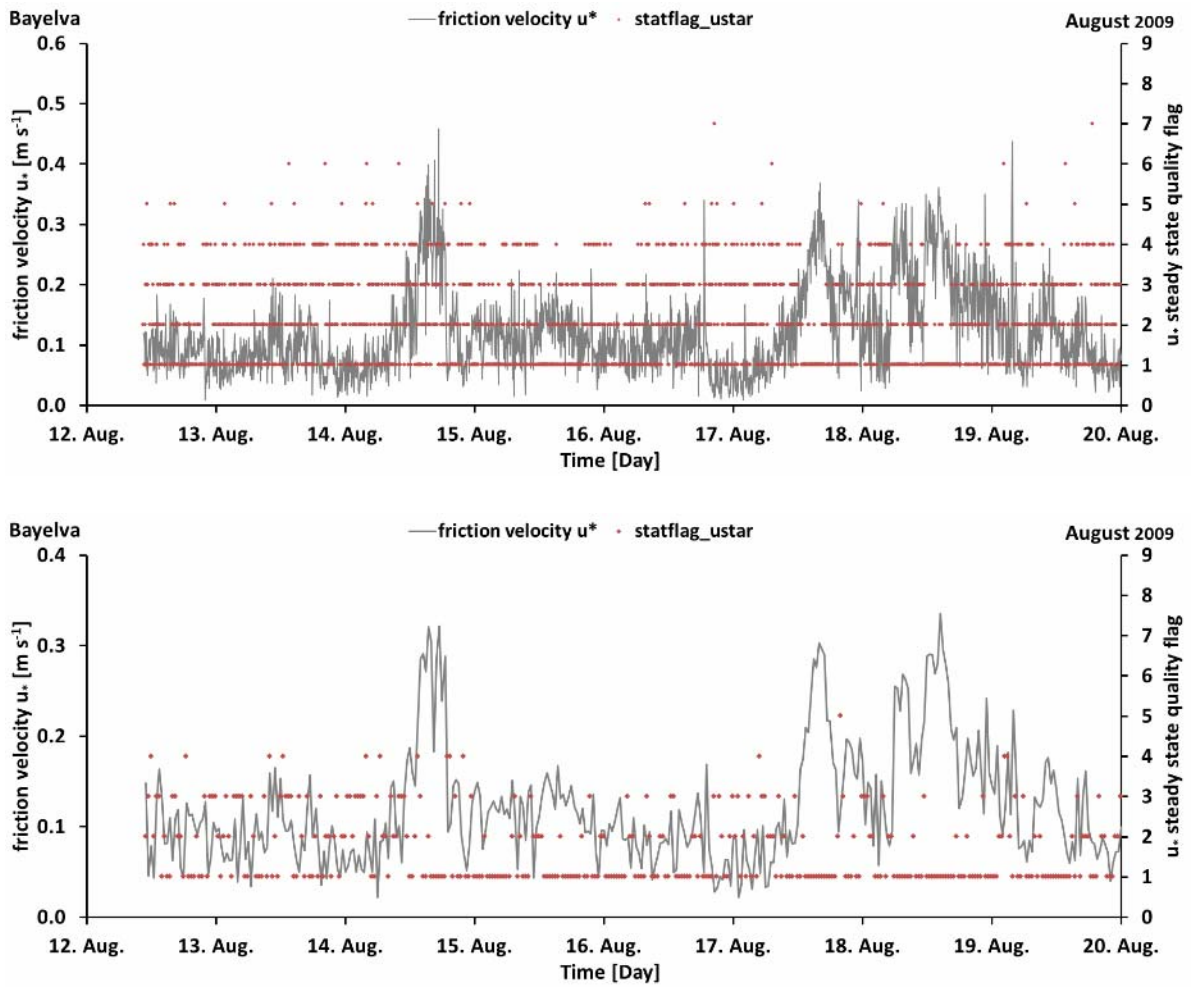 Bayelva — friction velocity u* • statflag_ustar August 2009
0.6 9
8
0.5 7
0.4 6
5
0.3 4
0.2 3
2
0.1 1
0.0 0
friction velocity u* [m s-1]
u* steady state quality flag
12. Aug. 13. Aug. 14. Aug. 15. Aug. 16. Aug. 17. Aug. 18. Aug. 19. Aug. 20. Aug.
Time [Day]
Bayelva — friction velocity u* • statflag_ustar August 2009
0.4 9
8
0.3 7
6
5
0.2 4
3
0.1 2
1
0.0 0
friction velocity u* [m s-1]
u* steady state quality flag
12. Aug. 13. Aug. 14. Aug. 15. Aug. 16. Aug. 17. Aug. 18. Aug. 19. Aug. 20. Aug.
Time [Day]